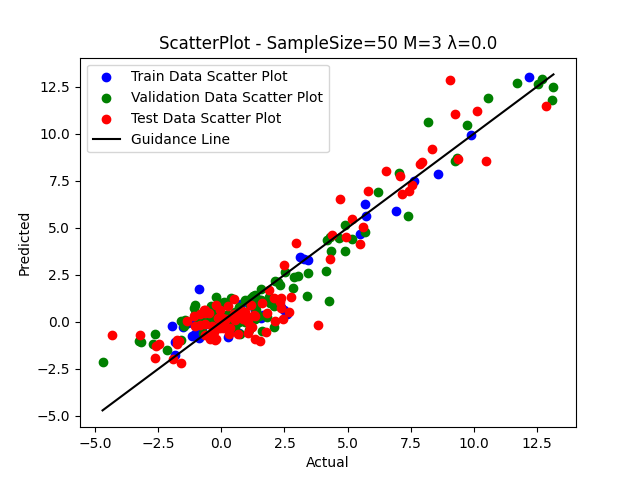 ScatterPlot - SampleSize=50 M=3 λ=0.0
Train Data Scatter Plot
Validation Data Scatter Plot
Test Data Scatter Plot
Guidance Line
12.5
10.0
7.5
5.0
2.5
0.0
−2.5
−5.0
Predicted
−5.0 −2.5 0.0 2.5 5.0 7.5 10.0 12.5
Actual